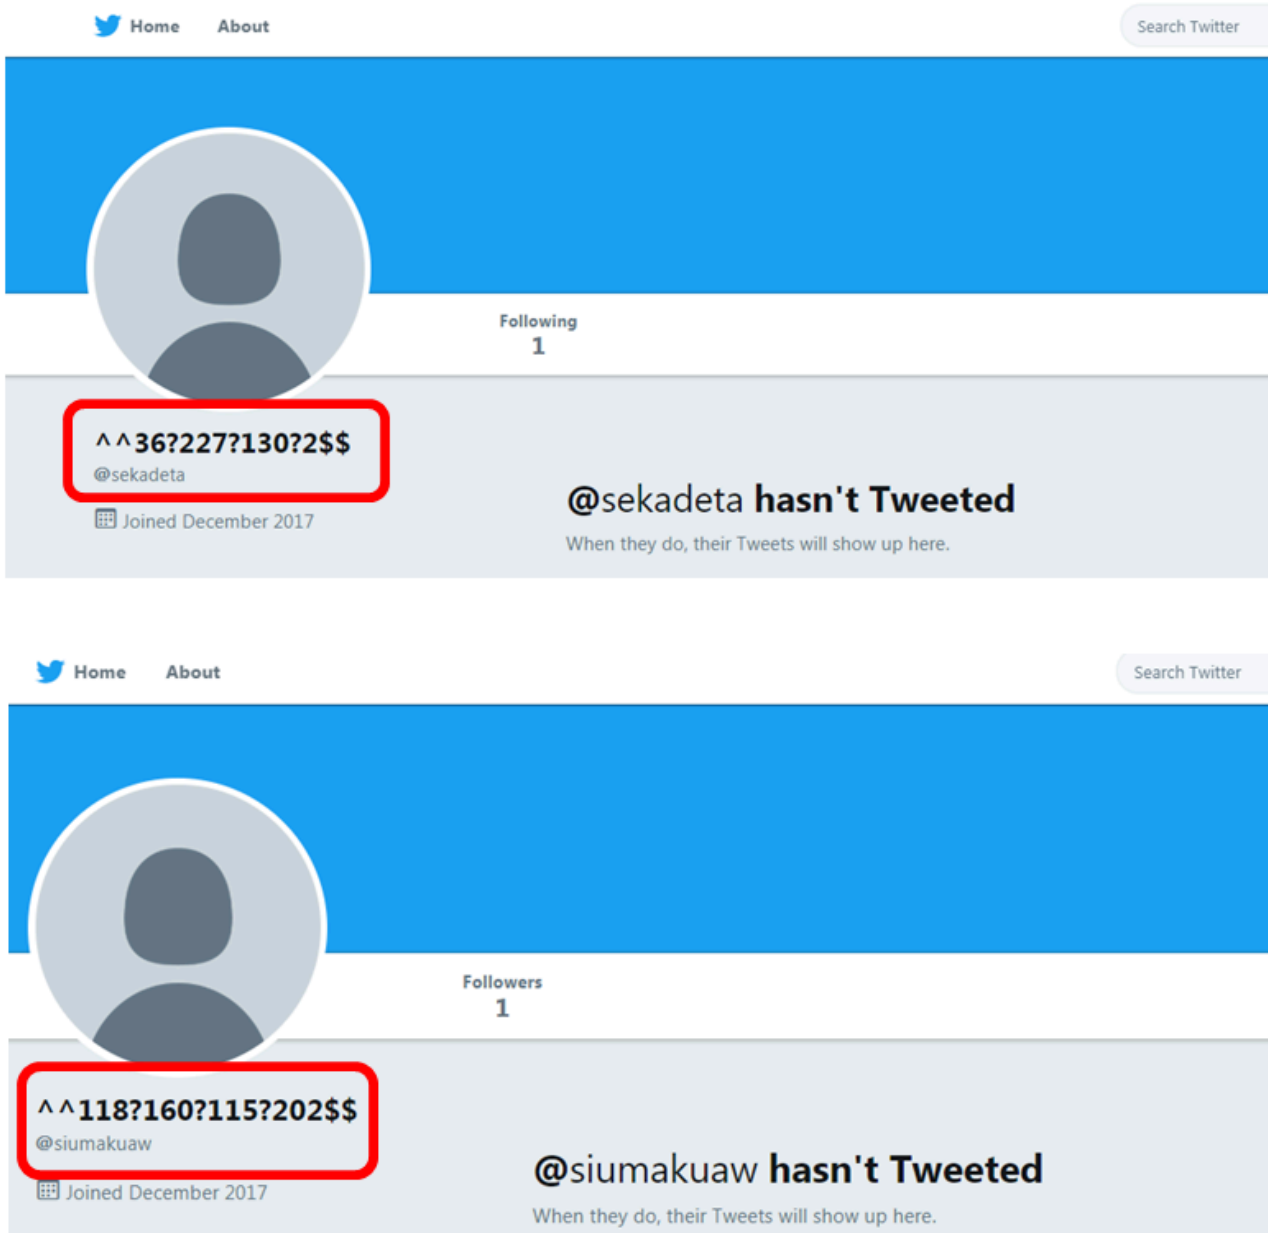 Home About Search Twitter
Following
1
^^36?227?130?2$$
@sekadeta
Joined December 2017
@sekadeta hasn't Tweeted
When they do, their Tweets will show up here.
Home About Search Twitter
Followers
1
^^118?160?115?202$$
@siumakuaw
Joined December 2017
@siumakuaw hasn't Tweeted
When they do, their Tweets will show up here.